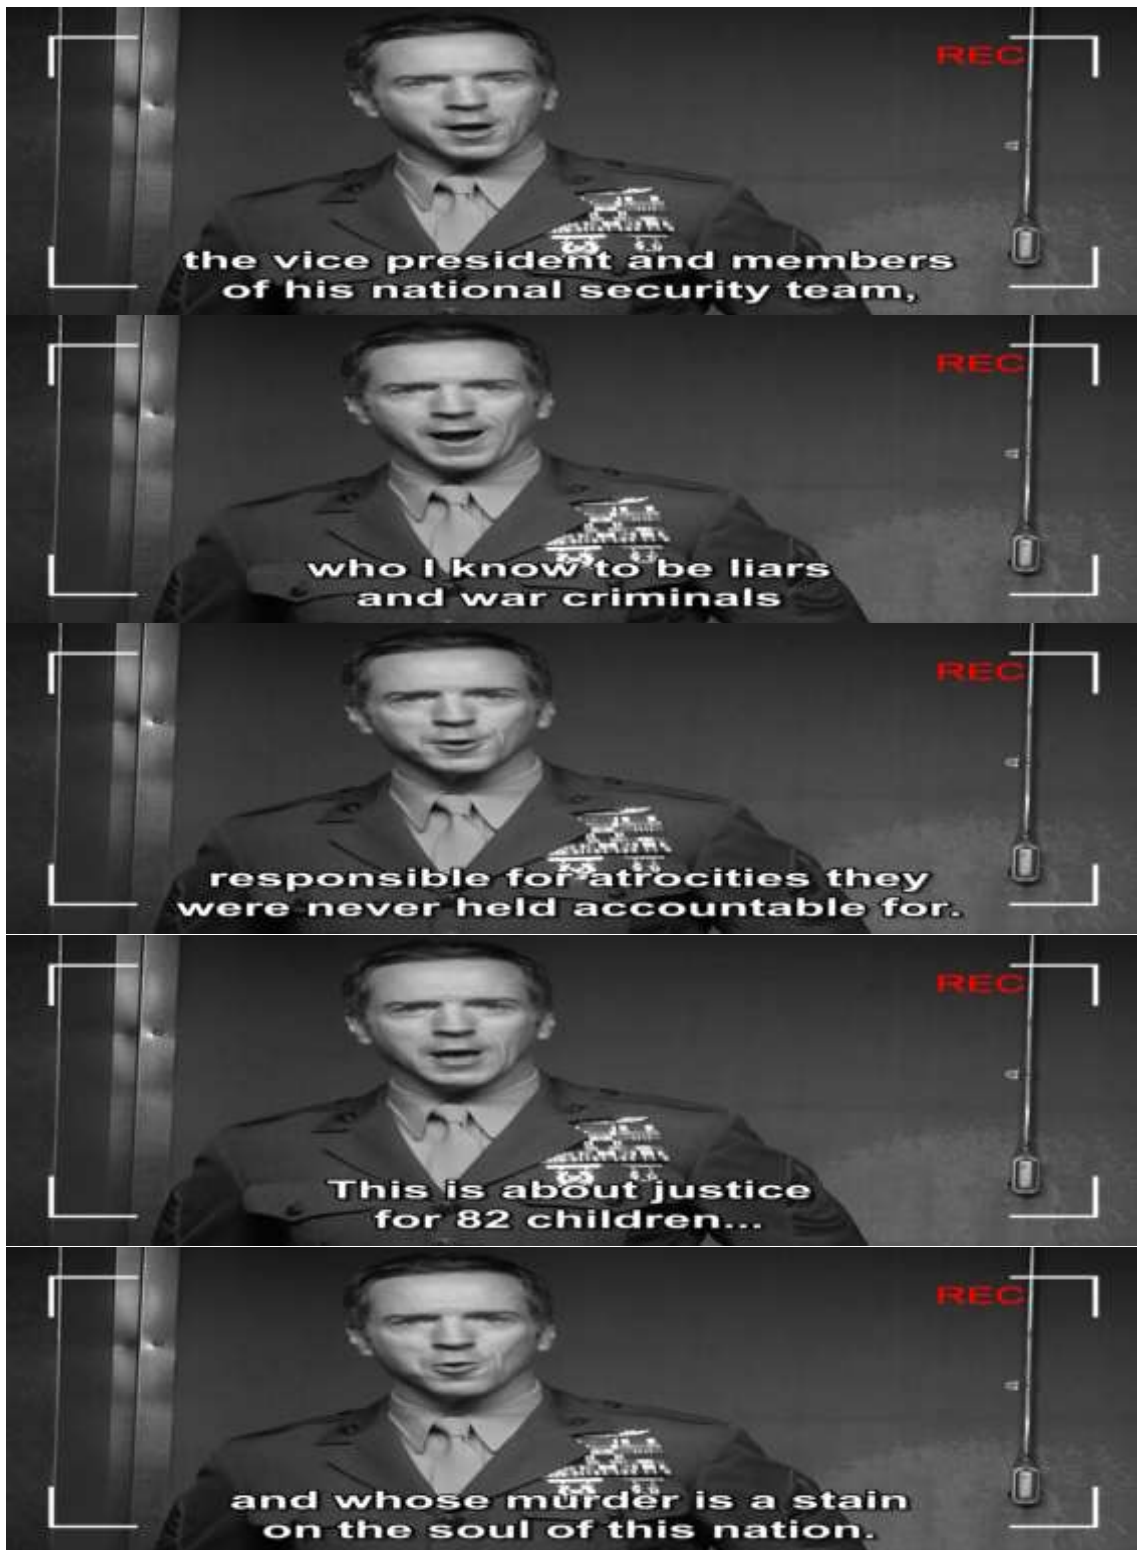 REC
the vice president and members
of his national security team,
REC
who I know to be liars
and war criminals
REC
responsible for atrocities they
were never held accountable for.
REC
This is about justice
for 82 children...
REC
and whose murder is a stain
on the soul of this nation.